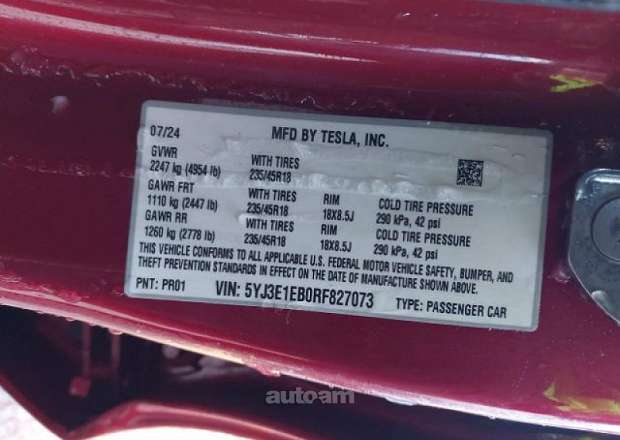 07/24 MFD BY TESLA, INC.
GVWR WITH TIRES
2247 kg (4954 lb) 235/45R18
GAWR FRT WITH TIRES RIM COLD TIRE PRESSURE
1110 kg (2447 lb) 235/45R18 18X8.5J 290 kPa, 42 psi
GAWR RR WITH TIRES RIM COLD TIRE PRESSURE
1260 kg (2778 lb) 235/45R18 18X8.5J 290 kPa, 42 psi
THIS VEHICLE CONFORMS TO ALL APPLICABLE U.S. FEDERAL MOTOR VEHICLE SAFETY, BUMPER, AND
THEFT PREVENTION STANDARDS IN EFFECT ON THE DATE OF MANUFACTURE SHOWN ABOVE.
PNT: PR01 VIN: 5YJ3E1EB0RF827073 TYPE: PASSENGER CAR
auto.am